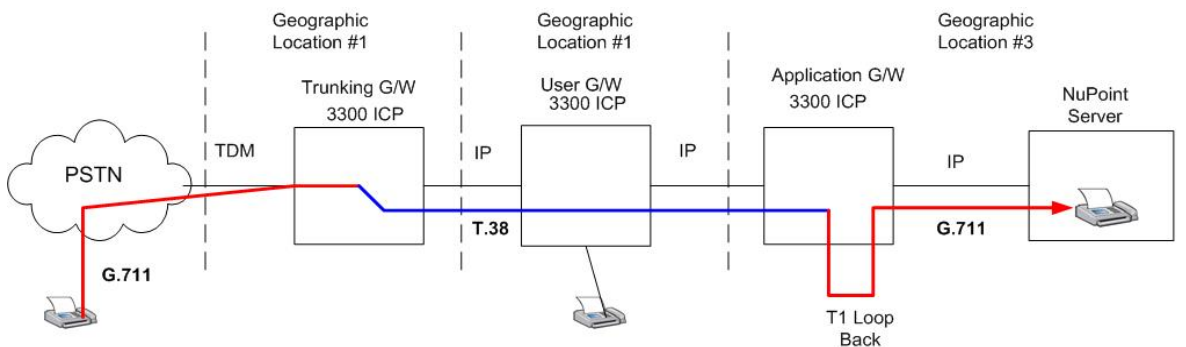 Geographic
Location #1
Geographic
Location #1
Geographic
Location #3
Trunking G/W
3300 ICP
User G/W
3300 ICP
Application G/W
3300 ICP
NuPoint
Server
PSTN
TDM
IP
IP
IP
T.38
G.711
G.711
T1 Loop
Back